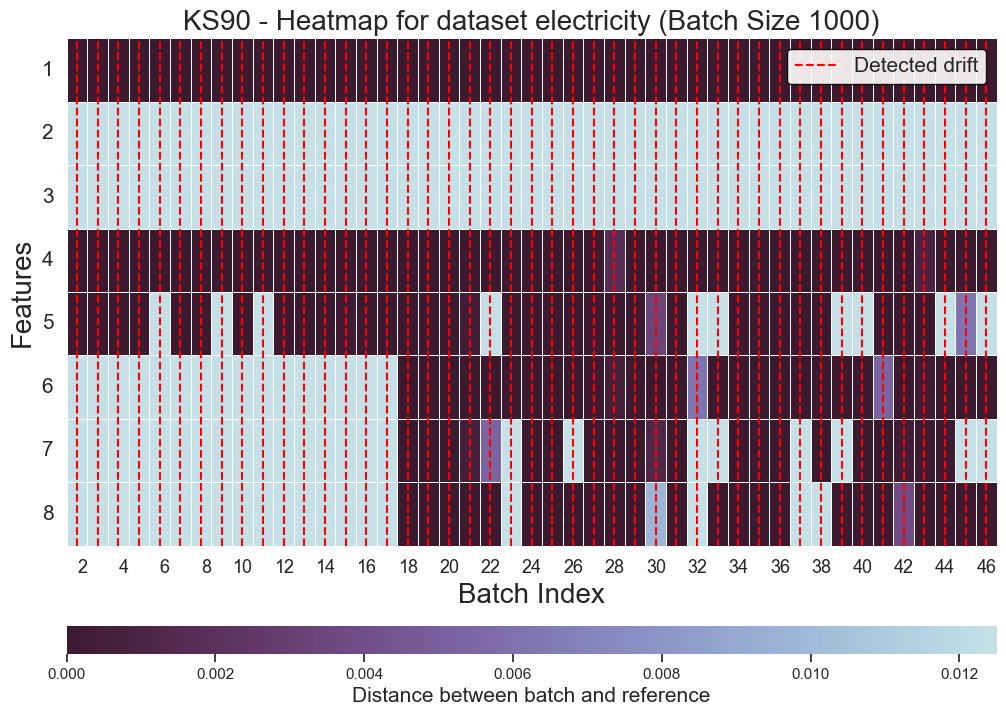 KS90 - Heatmap for dataset electricity (Batch Size 1000)
Detected drift
Features
1
2
3
4
5
6
7
8
2 4 6 8 10 12 14 16 18 20 22 24 26 28 30 32 34 36 38 40 42 44 46
Batch Index
0.000 0.002 0.004 0.006 0.008 0.010 0.012
Distance between batch and reference